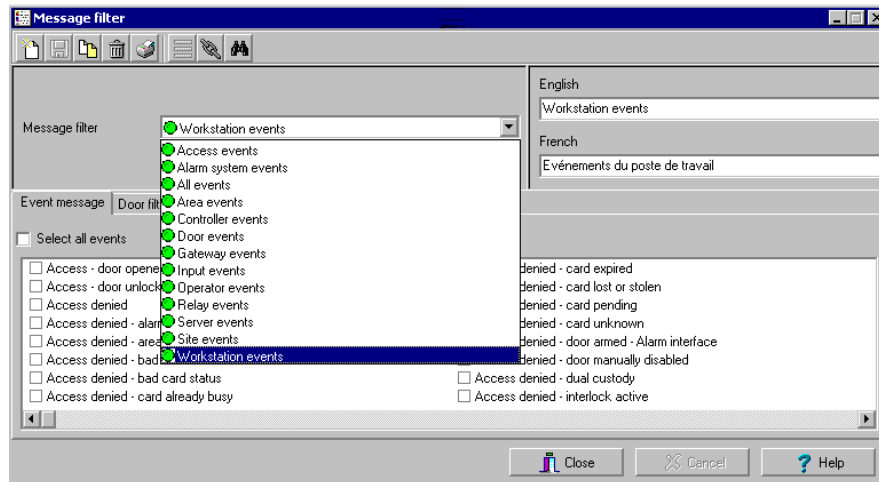 Message filter
English
Workstation events
Message filter
Workstation events
French
Evénements du poste de travail
Access events
Alarm system events
All events
Area events
Controller events
Door events
Gateway events
Input events
Operator events
Relay events
Server events
Site events
Workstation events
Event message
Door filt
Select all events
Access - door opene
Access - door unlock
Access denied
Access denied - alarm
Access denied - area
Access denied - bad
Access denied - bad card status
Access denied - card already busy
denied - card expired
denied - card lost or stolen
denied - card pending
denied - card unknown
denied - door armed - Alarm interface
denied - door manually disabled
Access denied - dual custody
Access denied - interlock active
Close
Cancel
Help